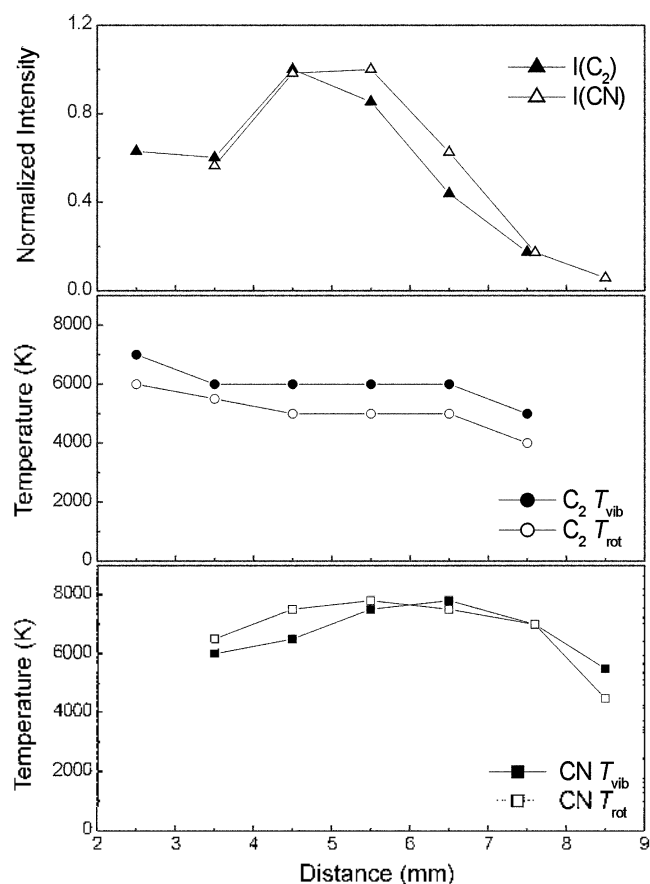 1.2
0.8
0.4
0.0
Normalized Intensity
I(C₂)
I(CN)
8000
6000
4000
2000
0
Temperature (K)
C₂ Tvib
C₂ Trot
8000
6000
4000
2000
0
Temperature (K)
CN Tvib
CN Trot
2 3 4 5 6 7 8 9
Distance (mm)